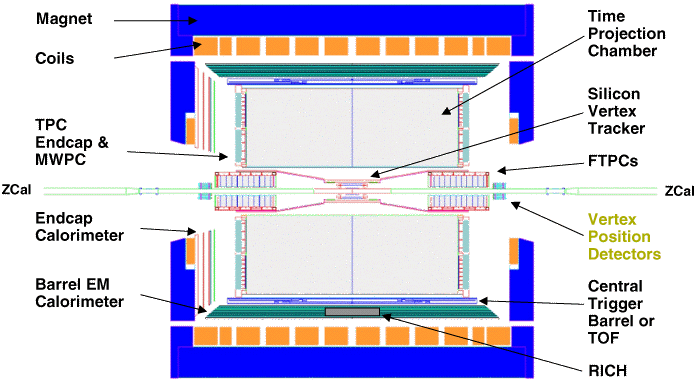 Magnet
Coils
TPC
Endcap &
MWPC
ZCal
Endcap
Calorimeter
Barrel EM
Calorimeter
Time
Projection
Chamber
Silicon
Vertex
Tracker
FTPCs
ZCal
Vertex
Position
Detectors
Central
Trigger
Barrel or
TOF
RICH